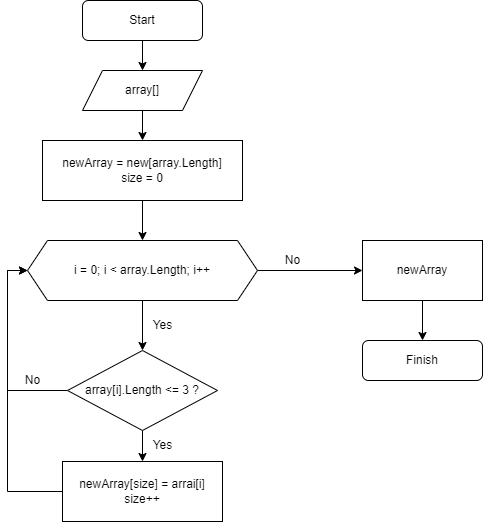 Start
array[]
newArray = new[array.Length]
size = 0
i = 0; i < array.Length; i++
No
newArray
Yes
Finish
array[i].Length <= 3 ?
No
Yes
newArray[size] = arrai[i]
size++